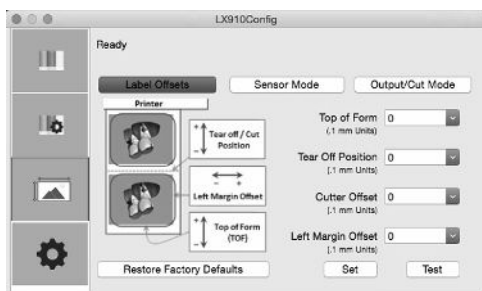 LX910Config
Ready
Label Offsets
Sensor Mode
Output/Cut Mode
Printer
+
Tear off / Cut
Position
−
− +
Left Margin Offset
+
Top of Form
(TOF)
−
Top of Form 0
(.1 mm Units)
Tear Off Position 0
(.1 mm Units)
Cutter Offset 0
(.1 mm Units)
Left Margin Offset 0
(.1 mm Units)
Restore Factory Defaults
Set
Test